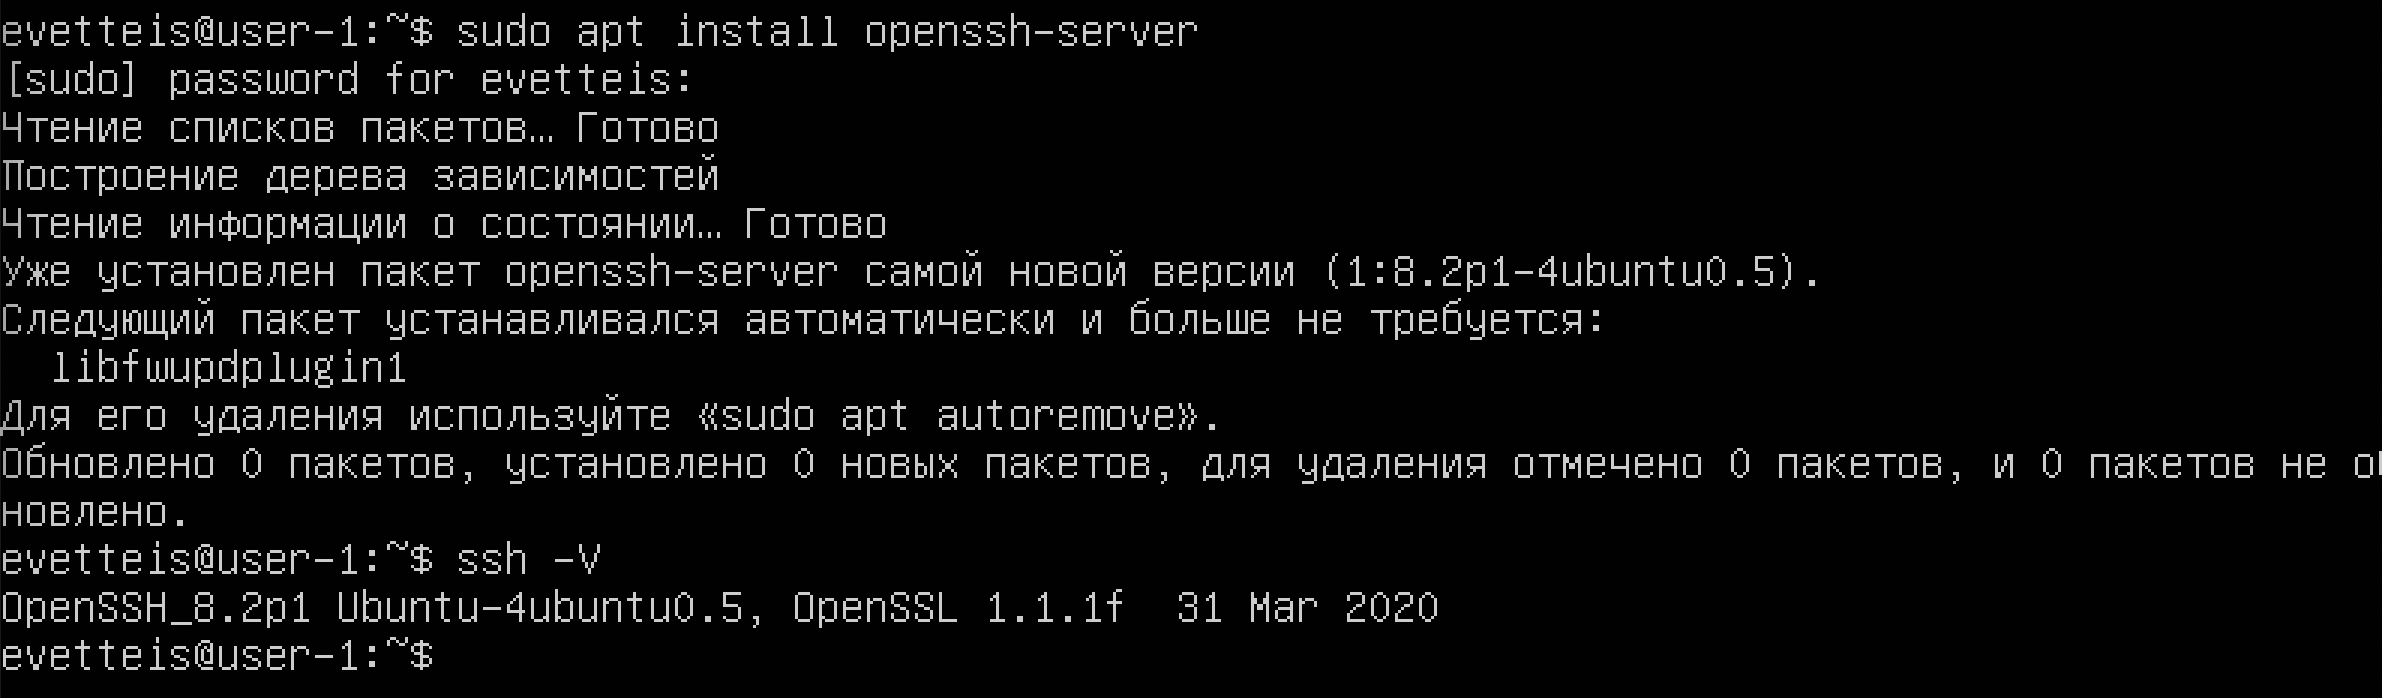 evetteis@user-1:~$ sudo apt install openssh-server
[sudo] password for evetteis:
Чтение списков пакетов… Готово
Построение дерева зависимостей
Чтение информации о состоянии… Готово
Уже установлен пакет openssh-server самой новой версии (1:8.2p1-4ubuntu0.5).
Следующий пакет устанавливался автоматически и больше не требуется:
  libfwupdplugin1
Для его удаления используйте «sudo apt autoremove».
Обновлено 0 пакетов, установлено 0 новых пакетов, для удаления отмечено 0 пакетов, и 0 пакетов не об
новлено.
evetteis@user-1:~$ ssh -V
OpenSSH_8.2p1 Ubuntu-4ubuntu0.5, OpenSSL 1.1.1f  31 Mar 2020
evetteis@user-1:~$